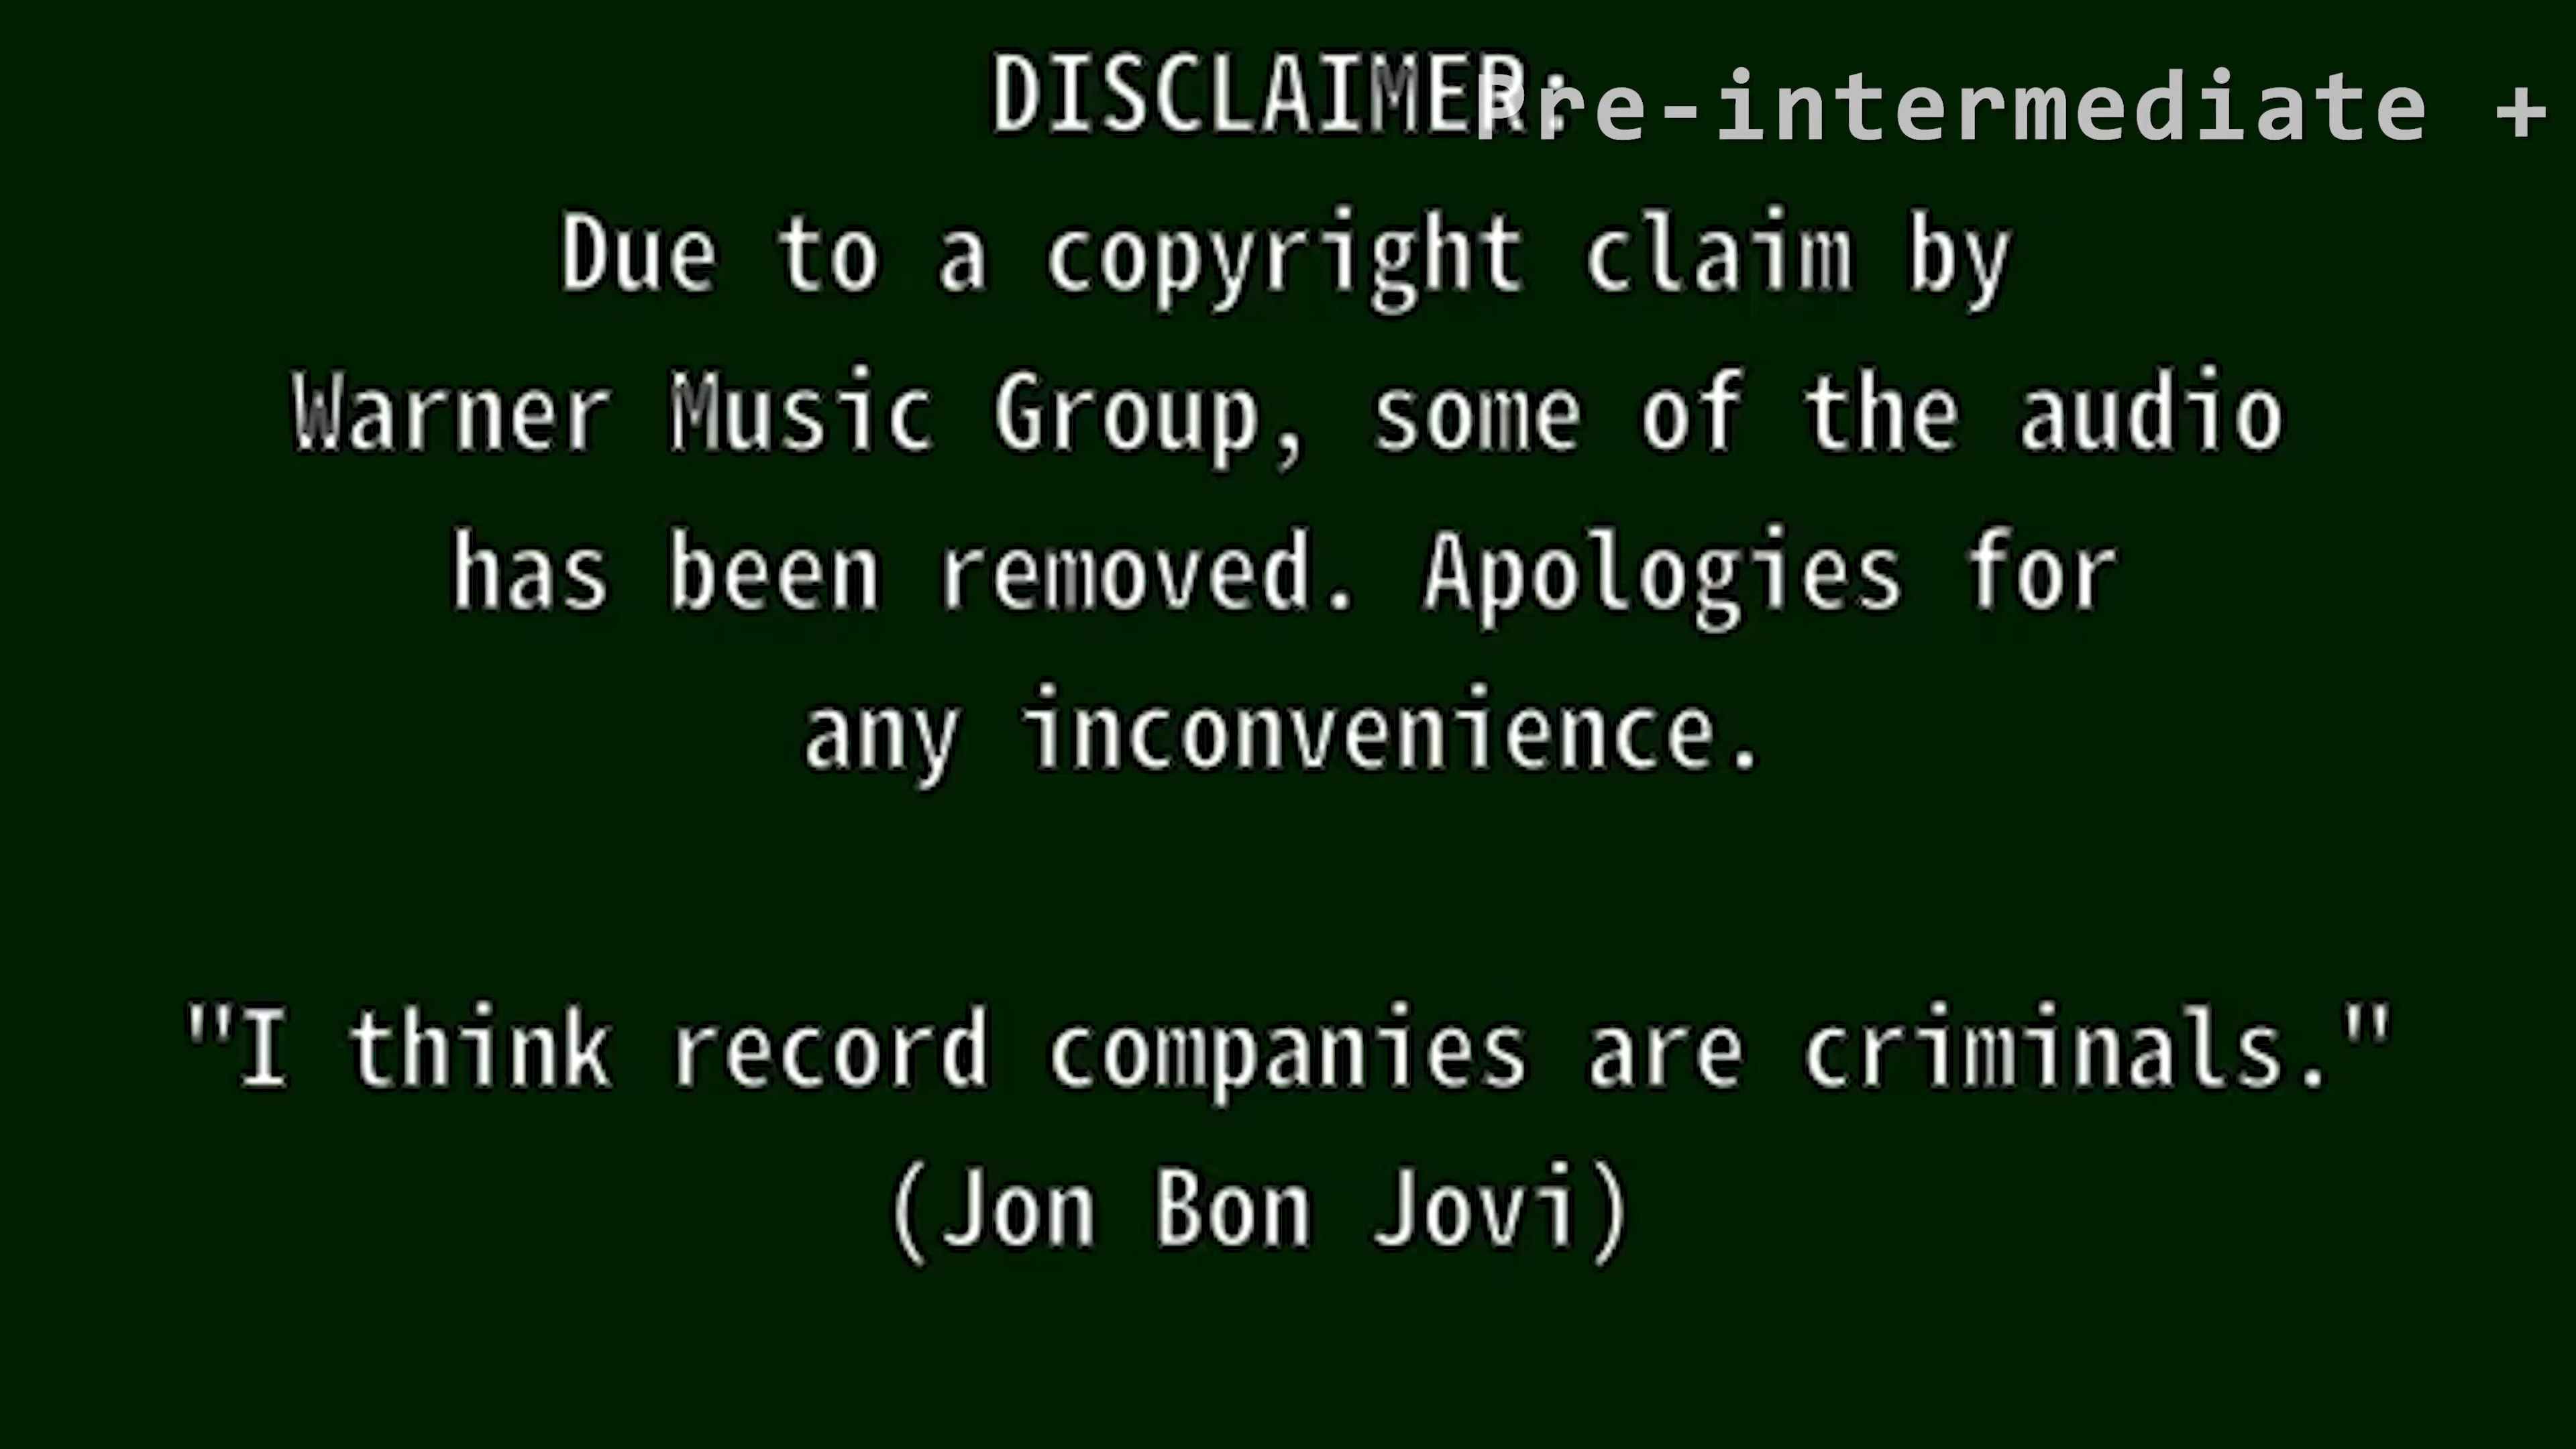 DISCLAIMER:
Pre-intermediate +
Due to a copyright claim by
Warner Music Group, some of the audio
has been removed. Apologies for
any inconvenience.
"I think record companies are criminals."
(Jon Bon Jovi)